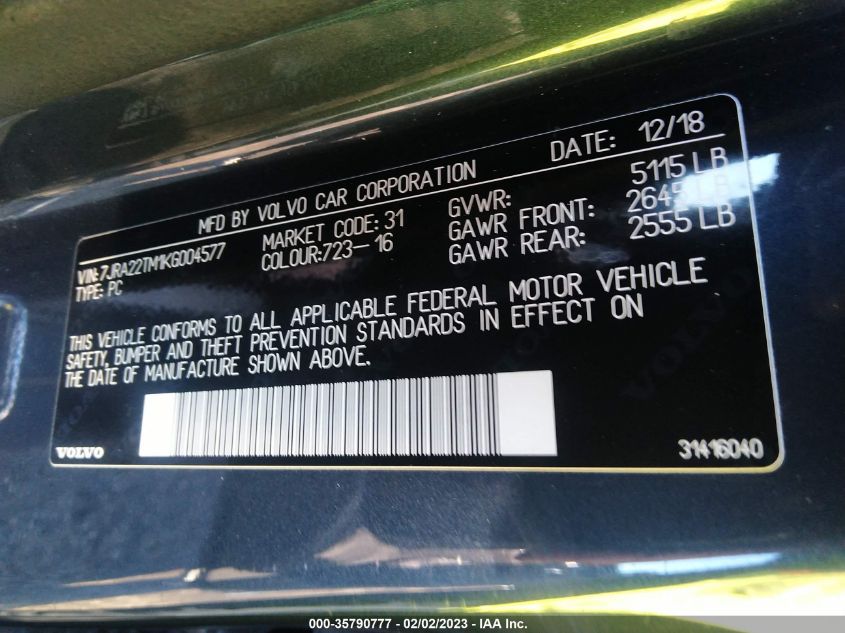 MFD BY VOLVO CAR CORPORATION DATE: 12/18
VIN:7JRA22TM1KG004577 MARKET CODE: 31 GVWR: 5115 LB
TYPE: PC COLOUR:723-16 GAWR FRONT: 2645 LB
GAWR REAR: 2555 LB
THIS VEHICLE CONFORMS TO ALL APPLICABLE FEDERAL MOTOR VEHICLE
SAFETY, BUMPER AND THEFT PREVENTION STANDARDS IN EFFECT ON
THE DATE OF MANUFACTURE SHOWN ABOVE.
VOLVO 31416040
000-35790777 - 02/02/2023 - IAA Inc.